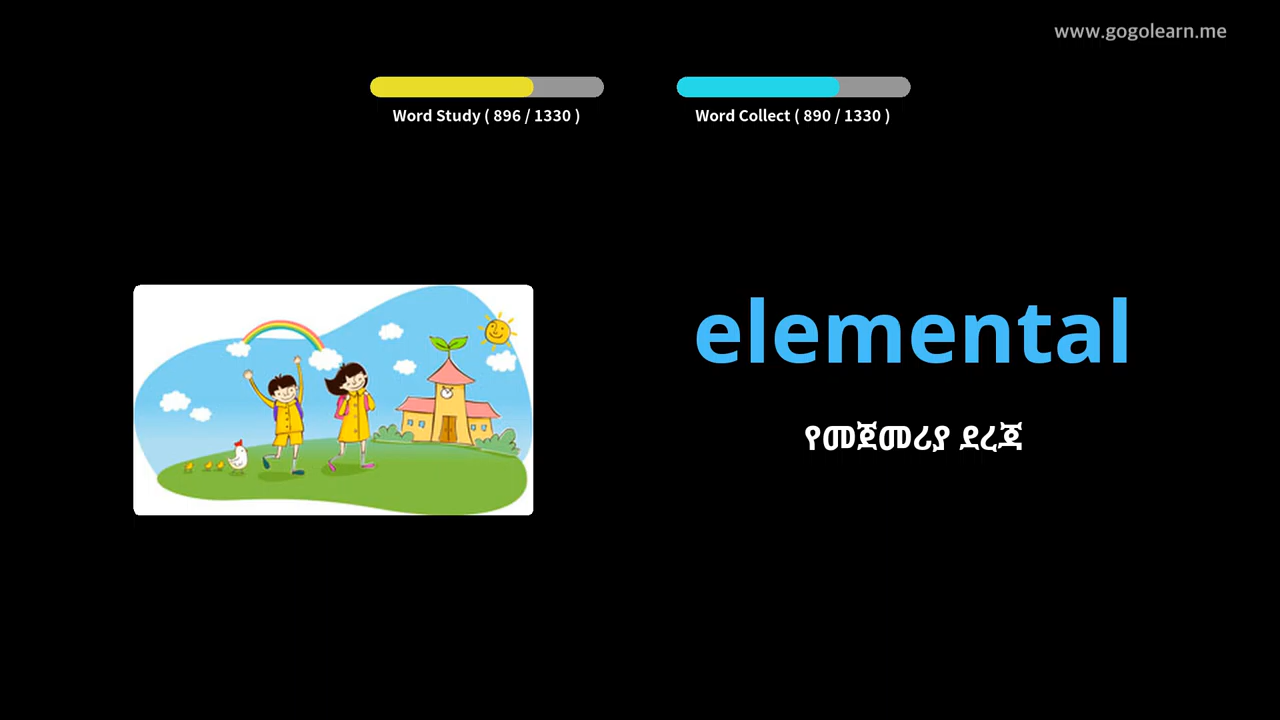 www.gogolearn.me
Word Study ( 896 / 1330 )
Word Collect ( 890 / 1330 )
elemental
የመጀመሪያ ደረጃ